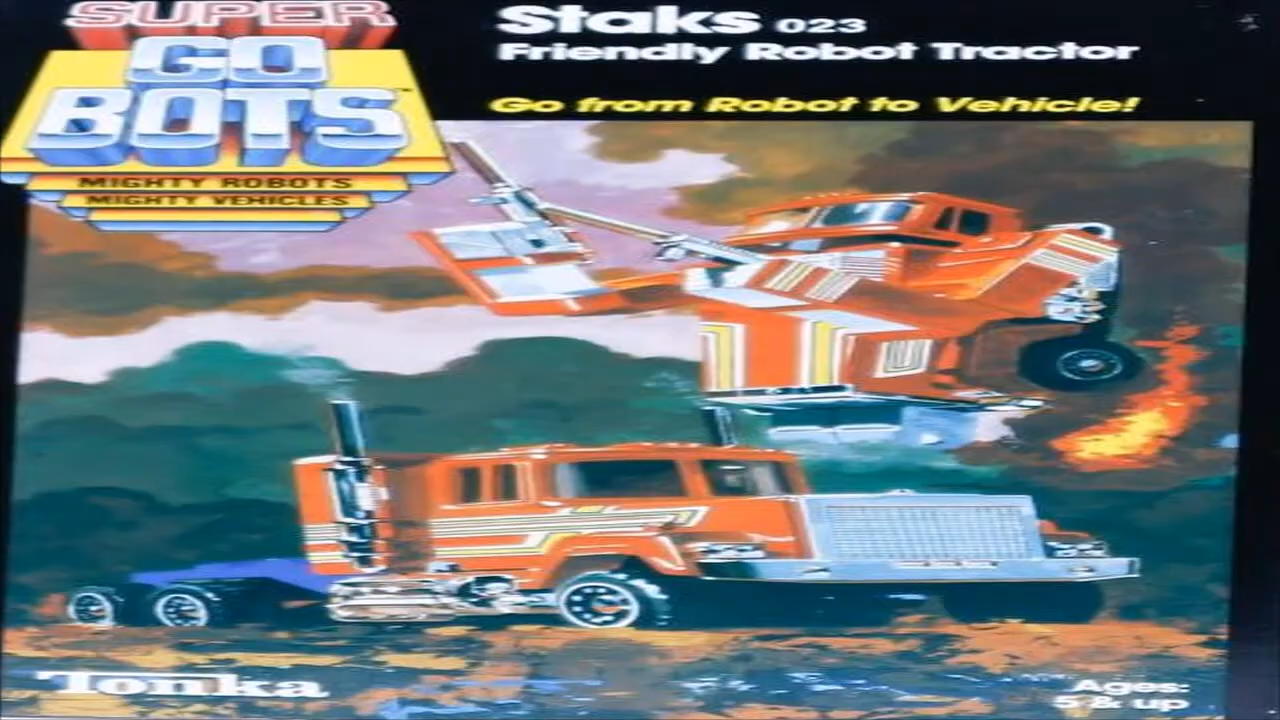 SUPER
GO
BOTS™
MIGHTY ROBOTS
MIGHTY VEHICLES
Staks 023
Friendly Robot Tractor
Go from Robot to Vehicle!
Tonka
Ages:
5 & up